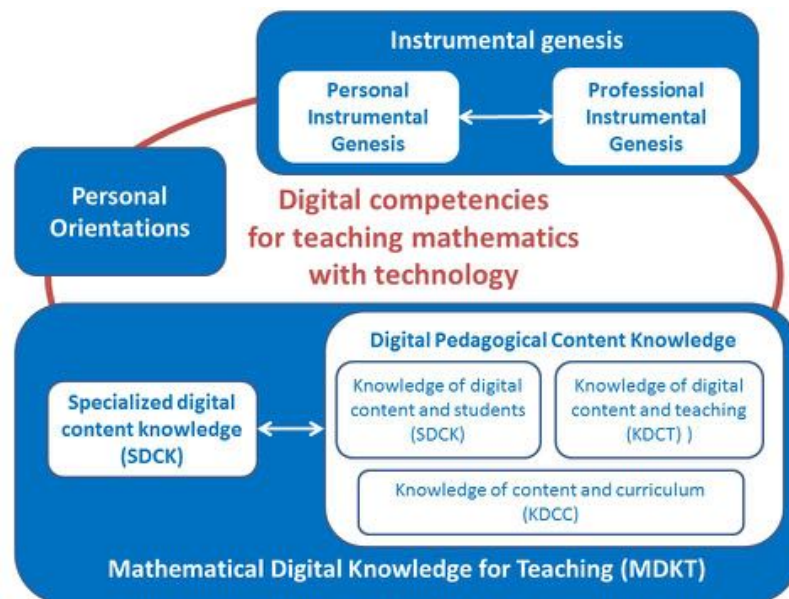 Instrumental genesis
Personal
Instrumental
Genesis
Professional
Instrumental
Genesis
Personal
Orientations
Digital competencies
for teaching mathematics
with technology
Digital Pedagogical Content Knowledge
Specialized digital
content knowledge
(SDCK)
Knowledge of digital
content and students
(SDCK)
Knowledge of digital
content and teaching
(KDCT) )
Knowledge of content and curriculum
(KDCC)
Mathematical Digital Knowledge for Teaching (MDKT)